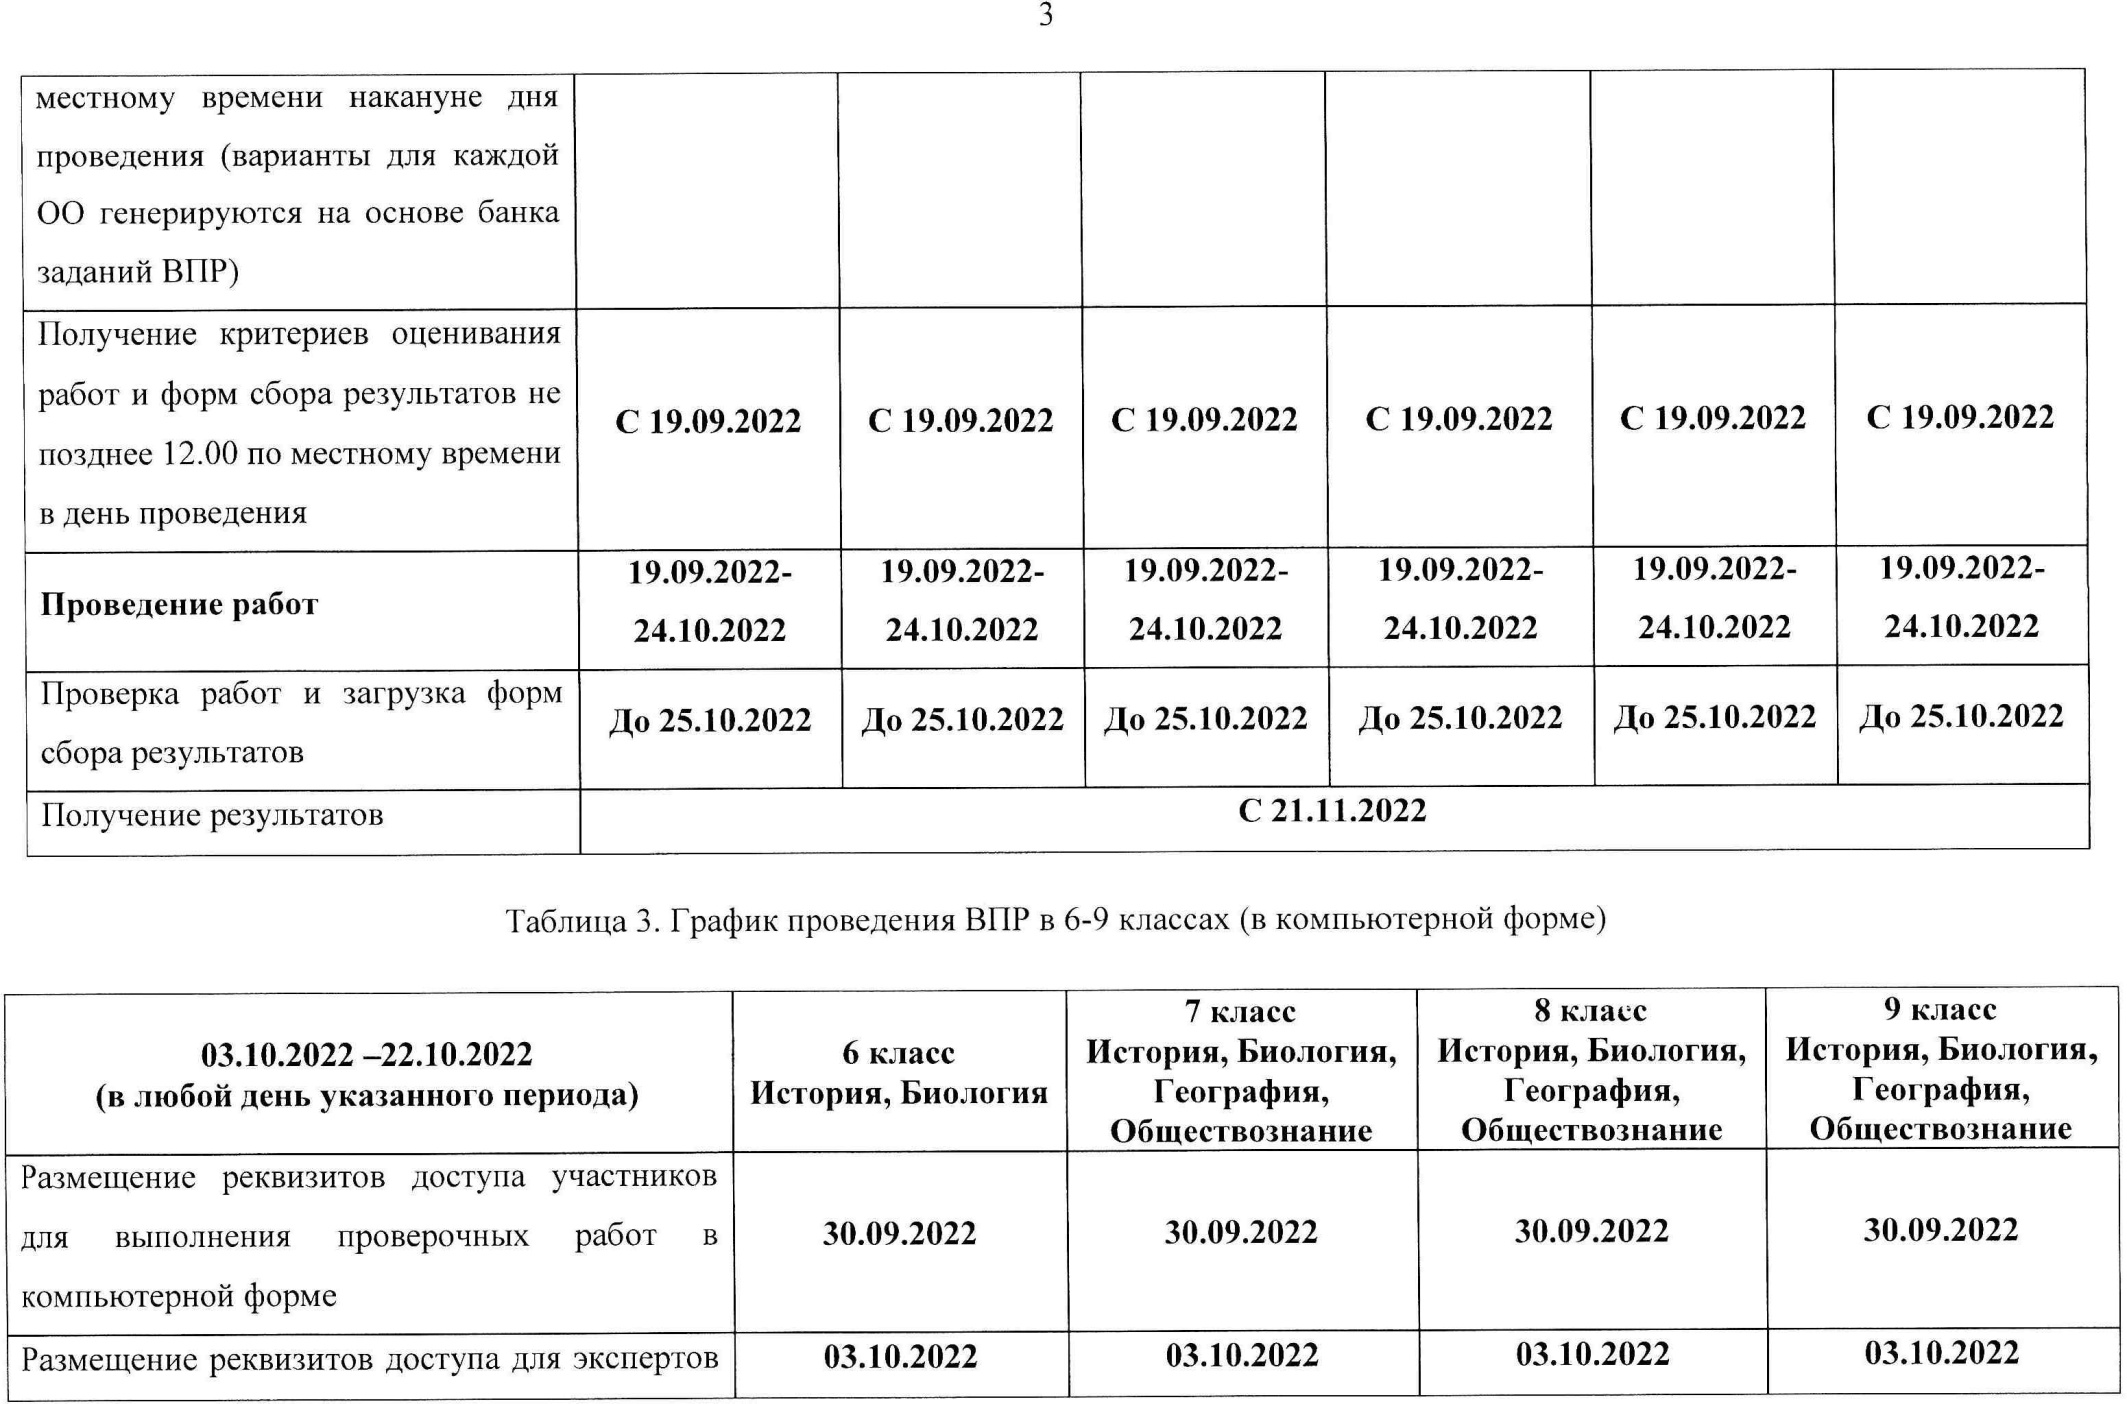 3
местному времени накануне дня
проведения (варианты для каждой
ОО генерируются на основе банка
заданий ВПР)
Получение критериев оценивания
работ и форм сбора результатов не
позднее 12.00 по местному времени
в день проведения
С 19.09.2022 С 19.09.2022 С 19.09.2022 С 19.09.2022 С 19.09.2022 С 19.09.2022
Проведение работ
19.09.2022- 19.09.2022- 19.09.2022- 19.09.2022- 19.09.2022- 19.09.2022-
24.10.2022 24.10.2022 24.10.2022 24.10.2022 24.10.2022 24.10.2022
Проверка работ и загрузка форм
сбора результатов
До 25.10.2022 До 25.10.2022 До 25.10.2022 До 25.10.2022 До 25.10.2022 До 25.10.2022
Получение результатов С 21.11.2022
Таблица 3. График проведения ВПР в 6-9 классах (в компьютерной форме)
03.10.2022 –22.10.2022
(в любой день указанного периода)
6 класс
История, Биология
7 класс
История, Биология,
География,
Обществознание
8 класс
История, Биология,
География,
Обществознание
9 класс
История, Биология,
География,
Обществознание
Размещение реквизитов доступа участников
для выполнения проверочных работ в
компьютерной форме
30.09.2022 30.09.2022 30.09.2022 30.09.2022
Размещение реквизитов доступа для экспертов 03.10.2022 03.10.2022 03.10.2022 03.10.2022